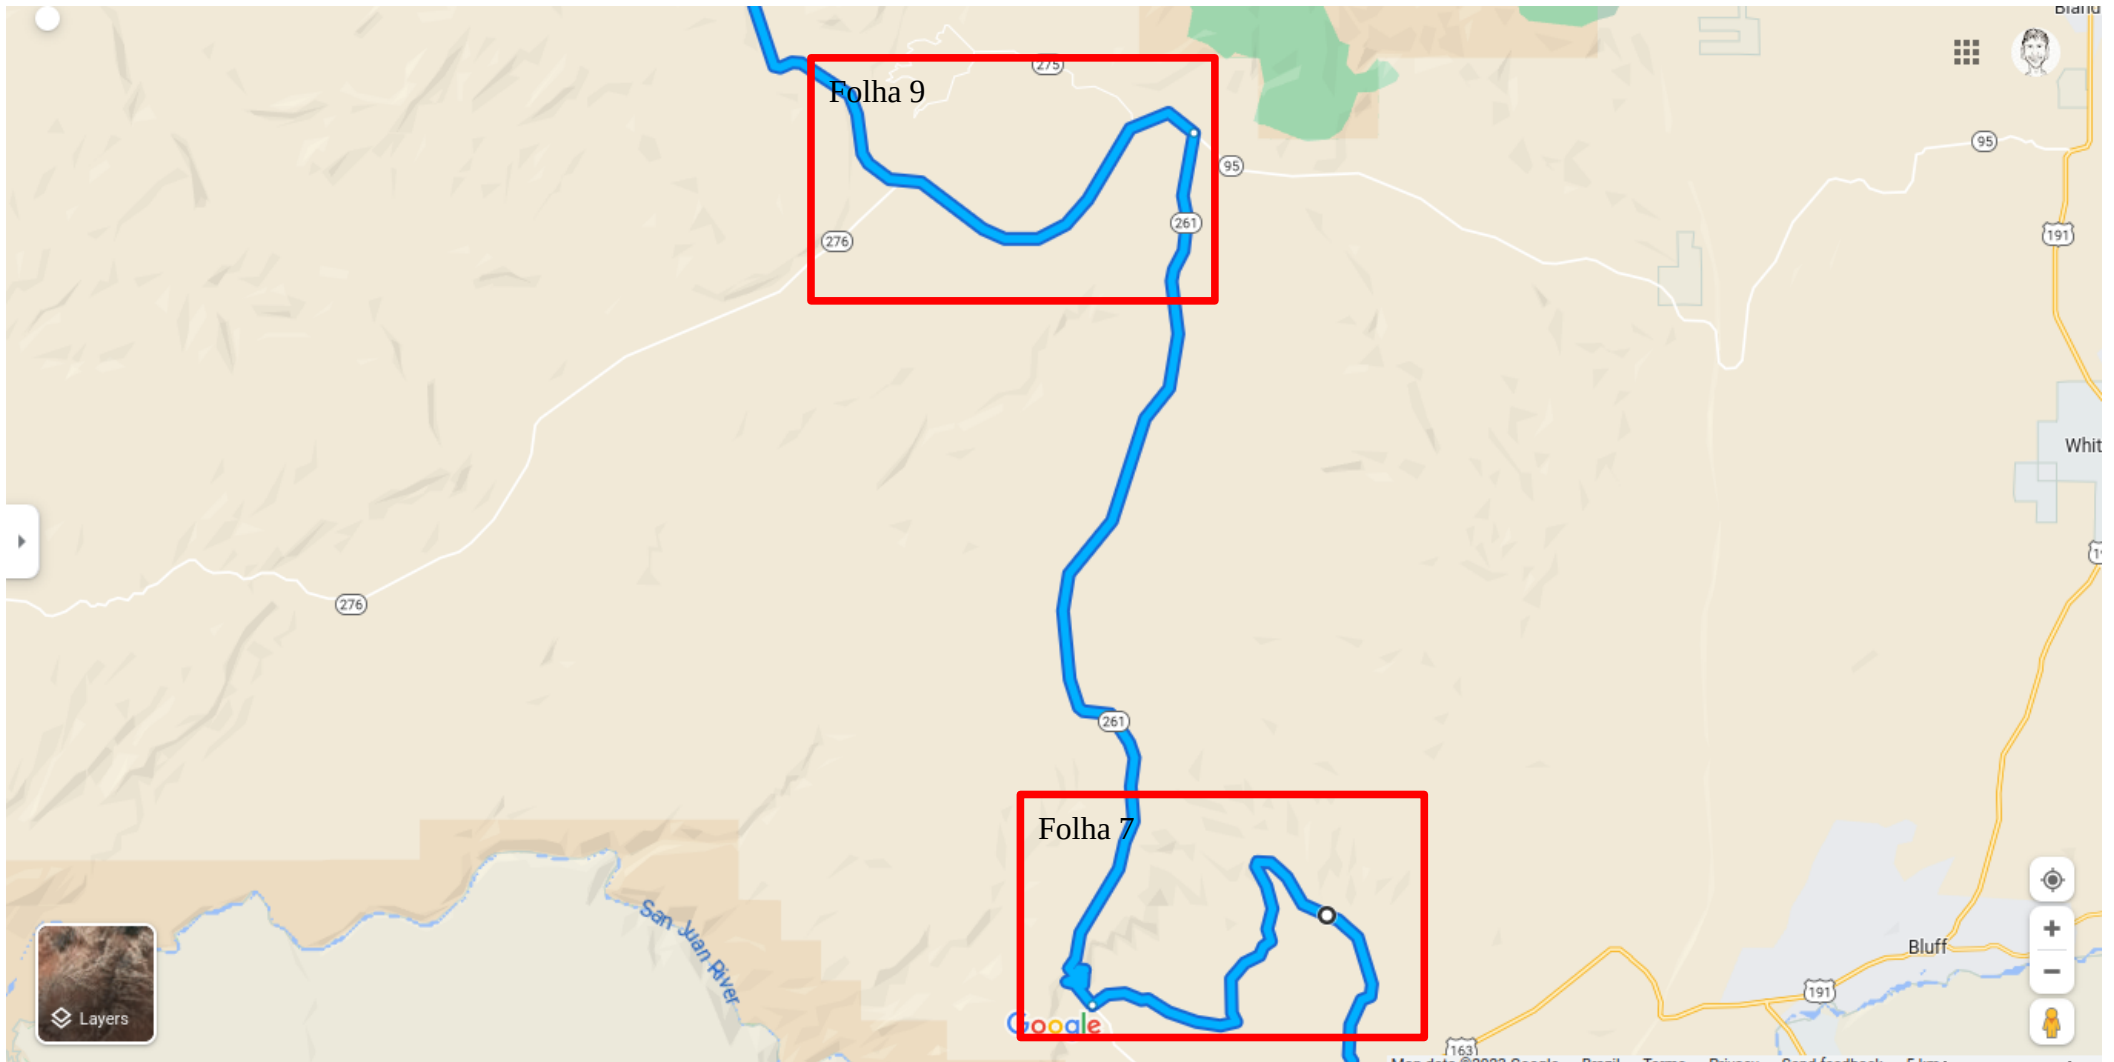 275
Folha 9
95
95
261
191
276
Whit
276
261
Folha 7
San Juan River
Bluff
191
Layers
Google
163